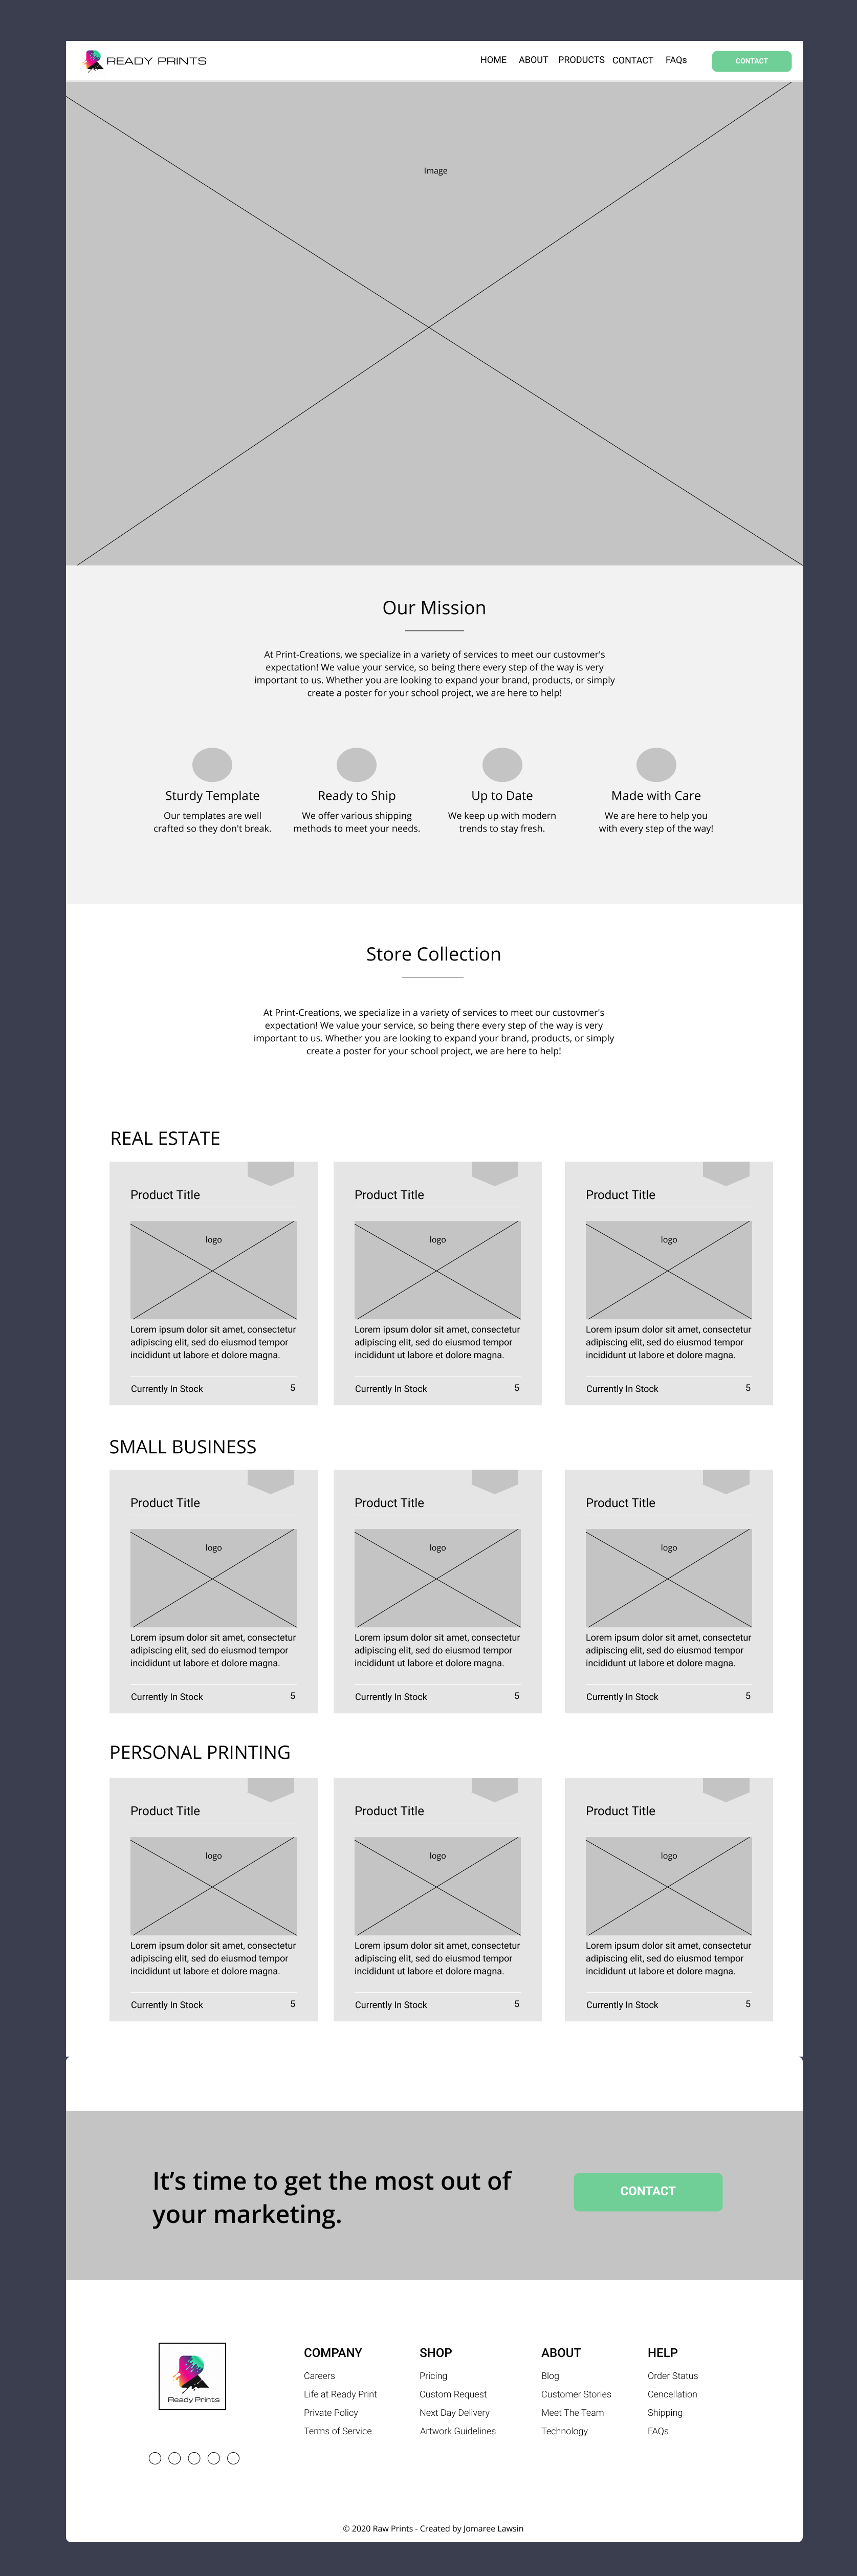 READY PRINTS
HOME ABOUT PRODUCTS CONTACT FAQs CONTACT
Image
Our Mission
At Print-Creations, we specialize in a variety of services to meet our custovmer's
expectation! We value your service, so being there every step of the way is very
important to us. Whether you are looking to expand your brand, products, or simply
create a poster for your school project, we are here to help!
Sturdy Template
Our templates are well
crafted so they don't break.
Ready to Ship
We offer various shipping
methods to meet your needs.
Up to Date
We keep up with modern
trends to stay fresh.
Made with Care
We are here to help you
with every step of the way!
Store Collection
At Print-Creations, we specialize in a variety of services to meet our custovmer's
expectation! We value your service, so being there every step of the way is very
important to us. Whether you are looking to expand your brand, products, or simply
create a poster for your school project, we are here to help!
REAL ESTATE
Product Title
logo
Lorem ipsum dolor sit amet, consectetur
adipiscing elit, sed do eiusmod tempor
incididunt ut labore et dolore magna.
Currently In Stock 5
Product Title
logo
Lorem ipsum dolor sit amet, consectetur
adipiscing elit, sed do eiusmod tempor
incididunt ut labore et dolore magna.
Currently In Stock 5
Product Title
logo
Lorem ipsum dolor sit amet, consectetur
adipiscing elit, sed do eiusmod tempor
incididunt ut labore et dolore magna.
Currently In Stock 5
SMALL BUSINESS
Product Title
logo
Lorem ipsum dolor sit amet, consectetur
adipiscing elit, sed do eiusmod tempor
incididunt ut labore et dolore magna.
Currently In Stock 5
Product Title
logo
Lorem ipsum dolor sit amet, consectetur
adipiscing elit, sed do eiusmod tempor
incididunt ut labore et dolore magna.
Currently In Stock 5
Product Title
logo
Lorem ipsum dolor sit amet, consectetur
adipiscing elit, sed do eiusmod tempor
incididunt ut labore et dolore magna.
Currently In Stock 5
PERSONAL PRINTING
Product Title
logo
Lorem ipsum dolor sit amet, consectetur
adipiscing elit, sed do eiusmod tempor
incididunt ut labore et dolore magna.
Currently In Stock 5
Product Title
logo
Lorem ipsum dolor sit amet, consectetur
adipiscing elit, sed do eiusmod tempor
incididunt ut labore et dolore magna.
Currently In Stock 5
Product Title
logo
Lorem ipsum dolor sit amet, consectetur
adipiscing elit, sed do eiusmod tempor
incididunt ut labore et dolore magna.
Currently In Stock 5
It’s time to get the most out of
your marketing.
CONTACT
Ready Prints
COMPANY
Careers
Life at Ready Print
Private Policy
Terms of Service
SHOP
Pricing
Custom Request
Next Day Delivery
Artwork Guidelines
ABOUT
Blog
Customer Stories
Meet The Team
Technology
HELP
Order Status
Cencellation
Shipping
FAQs
© 2020 Raw Prints - Created by Jomaree Lawsin